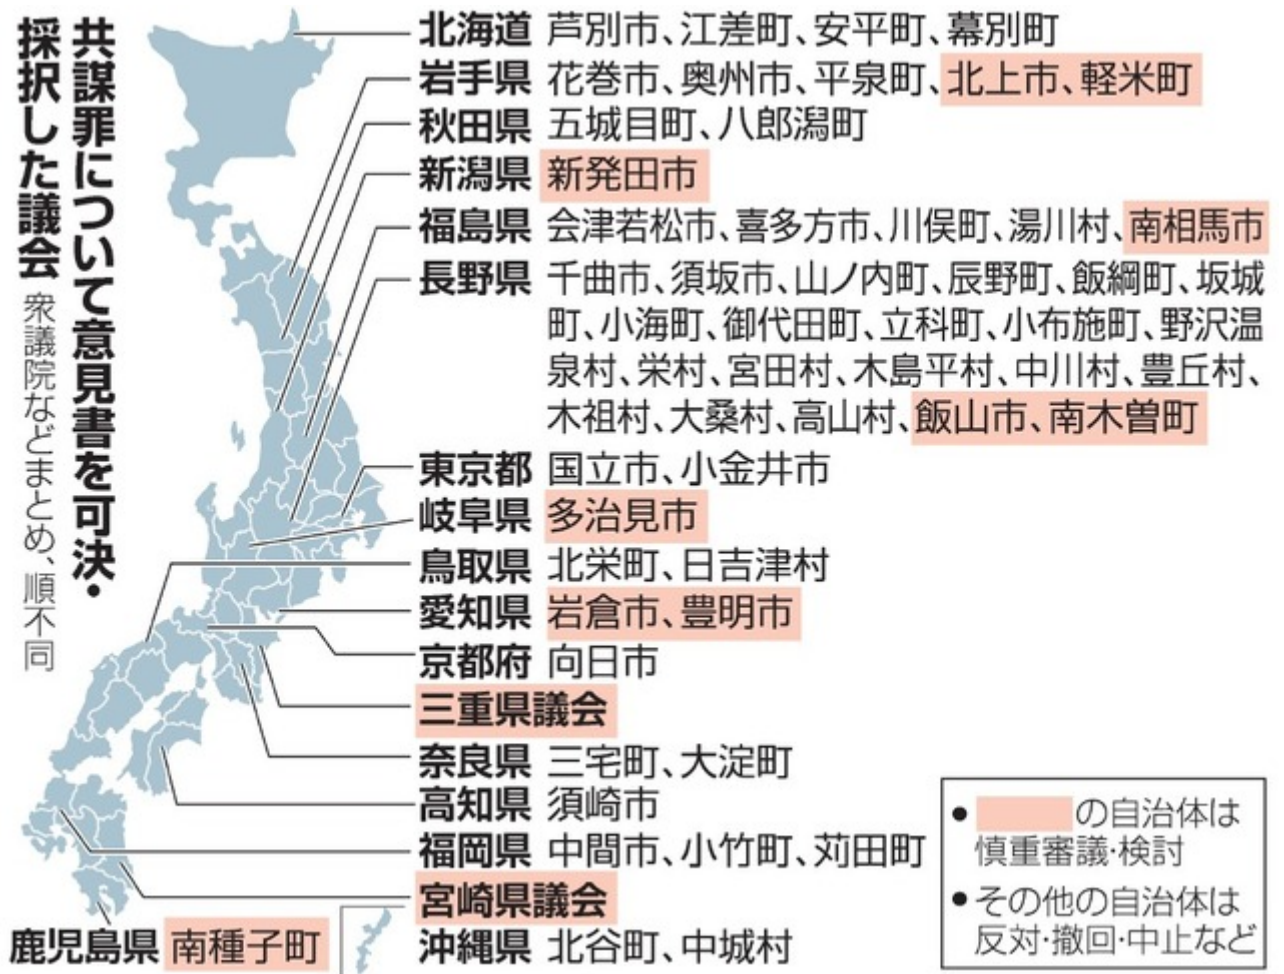 共謀罪について意見書を可決・
採択した議会 衆議院などまとめ、順不同
北海道 芦別市、江差町、安平町、幕別町
岩手県 花巻市、奥州市、平泉町、北上市、軽米町
秋田県 五城目町、八郎潟町
新潟県 新発田市
福島県 会津若松市、喜多方市、川俣町、湯川村、南相馬市
長野県 千曲市、須坂市、山ノ内町、辰野町、飯綱町、坂城
町、小海町、御代田町、立科町、小布施町、野沢温
泉村、栄村、宮田村、木島平村、中川村、豊丘村、
木祖村、大桑村、高山村、飯山市、南木曽町
東京都 国立市、小金井市
岐阜県 多治見市
鳥取県 北栄町、日吉津村
愛知県 岩倉市、豊明市
京都府 向日市
三重県議会
奈良県 三宅町、大淀町
高知県 須崎市
福岡県 中間市、小竹町、苅田町
宮崎県議会
鹿児島県 南種子町
沖縄県 北谷町、中城村
●の自治体は
慎重審議・検討
●その他の自治体は
反対・撤回・中止など